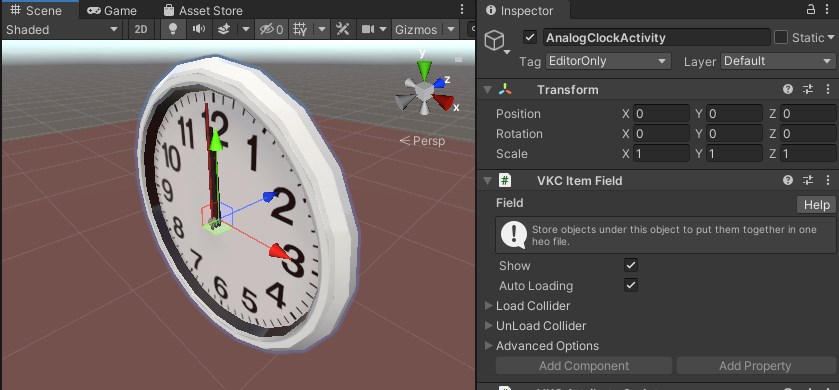 Scene Game Asset Store
Shaded 2D 0 Gizmos
y
z
x
Persp
12
11 1
10 2
9 3
8 4
7 6 5
Inspector
AnalogClockActivity Static
Tag EditorOnly Layer Default
Transform
Position X 0 Y 0 Z 0
Rotation X 0 Y 0 Z 0
Scale X 1 Y 1 Z 1
VKC Item Field
Field Help
Store objects under this object to put them together in one
heo file.
Show
Auto Loading
Load Collider
UnLoad Collider
Advanced Options
Add Component Add Property